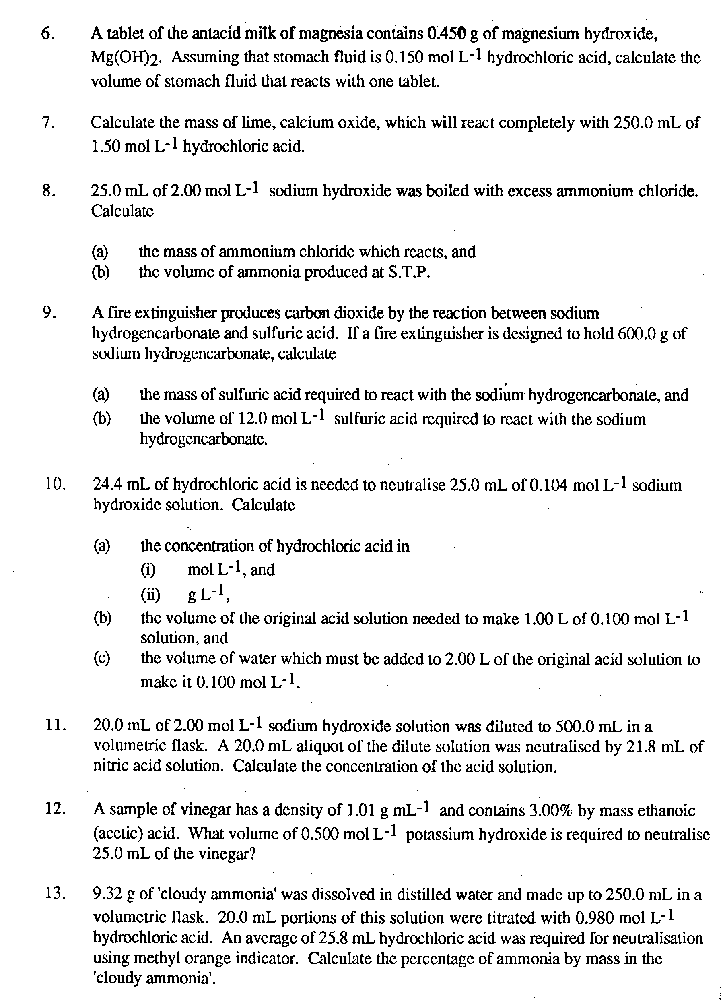 6. A tablet of the antacid milk of magnesia contains 0.450 g of magnesium hydroxide,
Mg(OH)2. Assuming that stomach fluid is 0.150 mol L-1 hydrochloric acid, calculate the
volume of stomach fluid that reacts with one tablet.
7. Calculate the mass of lime, calcium oxide, which will react completely with 250.0 mL of
1.50 mol L-1 hydrochloric acid.
8. 25.0 mL of 2.00 mol L-1 sodium hydroxide was boiled with excess ammonium chloride.
Calculate
(a) the mass of ammonium chloride which reacts, and
(b) the volume of ammonia produced at S.T.P.
9. A fire extinguisher produces carbon dioxide by the reaction between sodium
hydrogencarbonate and sulfuric acid. If a fire extinguisher is designed to hold 600.0 g of
sodium hydrogencarbonate, calculate
(a) the mass of sulfuric acid required to react with the sodium hydrogencarbonate, and
(b) the volume of 12.0 mol L-1 sulfuric acid required to react with the sodium
hydrogencarbonate.
10. 24.4 mL of hydrochloric acid is needed to neutralise 25.0 mL of 0.104 mol L-1 sodium
hydroxide solution. Calculate
(a) the concentration of hydrochloric acid in
(i) mol L-1, and
(ii) g L-1,
(b) the volume of the original acid solution needed to make 1.00 L of 0.100 mol L-1
solution, and
(c) the volume of water which must be added to 2.00 L of the original acid solution to
make it 0.100 mol L-1.
11. 20.0 mL of 2.00 mol L-1 sodium hydroxide solution was diluted to 500.0 mL in a
volumetric flask. A 20.0 mL aliquot of the dilute solution was neutralised by 21.8 mL of
nitric acid solution. Calculate the concentration of the acid solution.
12. A sample of vinegar has a density of 1.01 g mL-1 and contains 3.00% by mass ethanoic
(acetic) acid. What volume of 0.500 mol L-1 potassium hydroxide is required to neutralise
25.0 mL of the vinegar?
13. 9.32 g of 'cloudy ammonia' was dissolved in distilled water and made up to 250.0 mL in a
volumetric flask. 20.0 mL portions of this solution were titrated with 0.980 mol L-1
hydrochloric acid. An average of 25.8 mL hydrochloric acid was required for neutralisation
using methyl orange indicator. Calculate the percentage of ammonia by mass in the
'cloudy ammonia'.